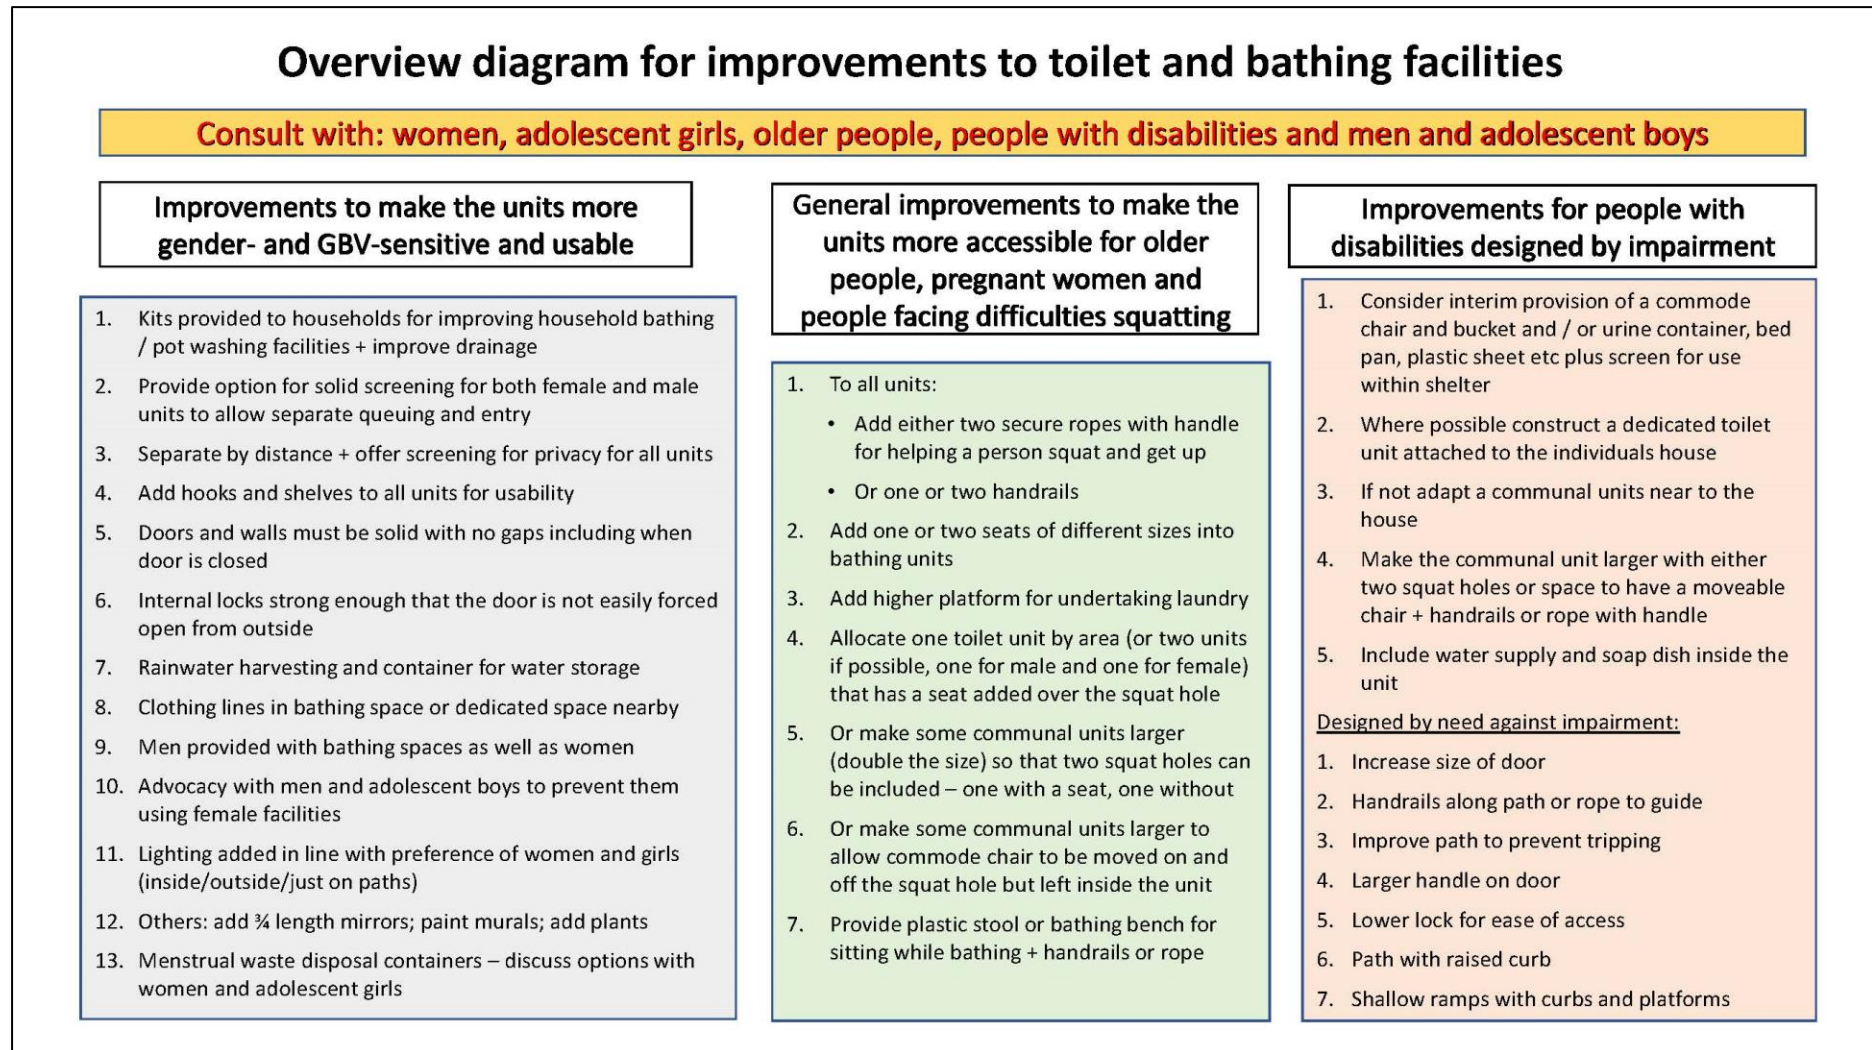 Overview diagram for improvements to toilet and bathing facilities
Consult with: women, adolescent girls, older people, people with disabilities and men and adolescent boys
Improvements to make the units more
gender- and GBV-sensitive and usable
1. Kits provided to households for improving household bathing
/ pot washing facilities + improve drainage
2. Provide option for solid screening for both female and male
units to allow separate queuing and entry
3. Separate by distance + offer screening for privacy for all units
4. Add hooks and shelves to all units for usability
5. Doors and walls must be solid with no gaps including when
door is closed
6. Internal locks strong enough that the door is not easily forced
open from outside
7. Rainwater harvesting and container for water storage
8. Clothing lines in bathing space or dedicated space nearby
9. Men provided with bathing spaces as well as women
10. Advocacy with men and adolescent boys to prevent them
using female facilities
11. Lighting added in line with preference of women and girls
(inside/outside/just on paths)
12. Others: add ¾ length mirrors; paint murals; add plants
13. Menstrual waste disposal containers – discuss options with
women and adolescent girls
General improvements to make the
units more accessible for older
people, pregnant women and
people facing difficulties squatting
1. To all units:
• Add either two secure ropes with handle
for helping a person squat and get up
• Or one or two handrails
2. Add one or two seats of different sizes into
bathing units
3. Add higher platform for undertaking laundry
4. Allocate one toilet unit by area (or two units
if possible, one for male and one for female)
that has a seat added over the squat hole
5. Or make some communal units larger
(double the size) so that two squat holes can
be included – one with a seat, one without
6. Or make some communal units larger to
allow commode chair to be moved on and
off the squat hole but left inside the unit
7. Provide plastic stool or bathing bench for
sitting while bathing + handrails or rope
Improvements for people with
disabilities designed by impairment
1. Consider interim provision of a commode
chair and bucket and / or urine container, bed
pan, plastic sheet etc plus screen for use
within shelter
2. Where possible construct a dedicated toilet
unit attached to the individuals house
3. If not adapt a communal units near to the
house
4. Make the communal unit larger with either
two squat holes or space to have a moveable
chair + handrails or rope with handle
5. Include water supply and soap dish inside the
unit
Designed by need against impairment:
1. Increase size of door
2. Handrails along path or rope to guide
3. Improve path to prevent tripping
4. Larger handle on door
5. Lower lock for ease of access
6. Path with raised curb
7. Shallow ramps with curbs and platforms